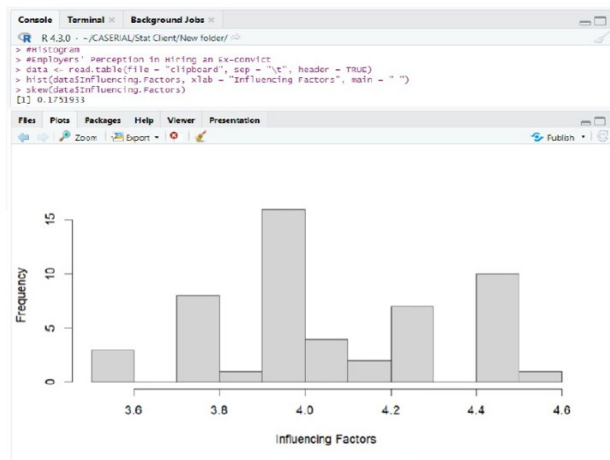 Console Terminal × Background Jobs ×
R 4.3.0 · ~/CASERIAL/Stat Client/New folder/
> #Histogram
> #Employers' Perception in Hiring an Ex-convict
> data <- read.table(file = "clipboard", sep = "\t", header = TRUE)
> hist(data$Influencing.Factors, xlab = "Influencing Factors", main = " ")
> skew(data$Influencing.Factors)
[1] 0.1751933
Files Plots Packages Help Viewer Presentation
Zoom Export Publish
15
10
5
0
Frequency
3.6 3.8 4.0 4.2 4.4 4.6
Influencing Factors